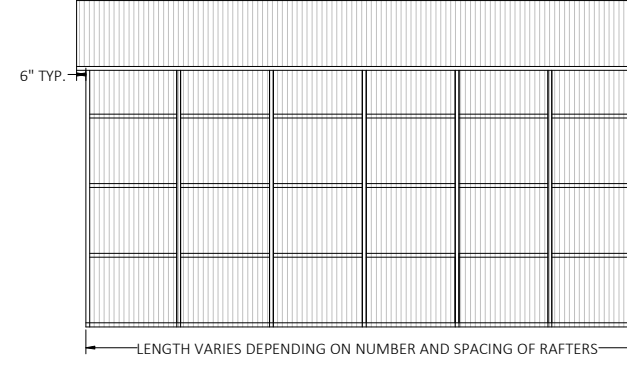 6" TYP.
LENGTH VARIES DEPENDING ON NUMBER AND SPACING OF RAFTERS